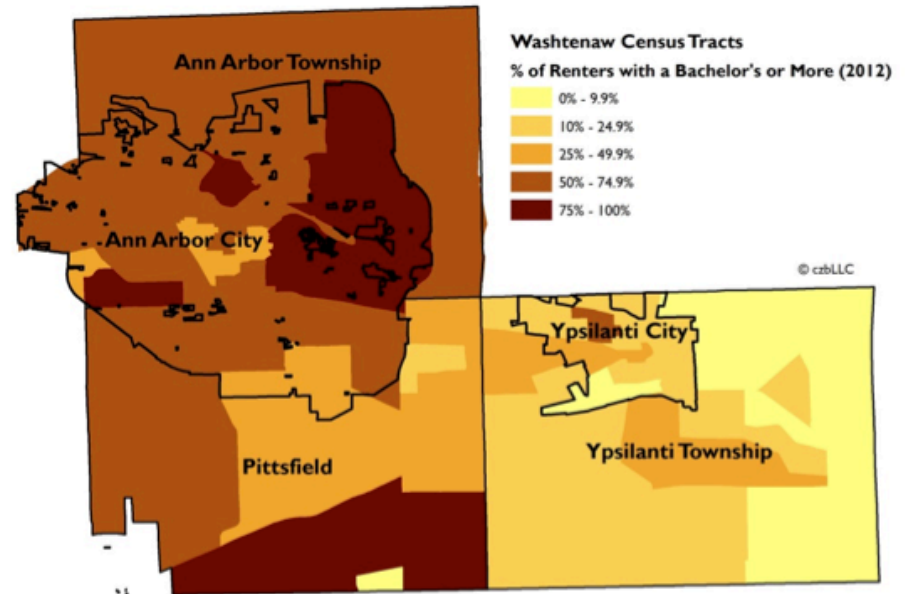 Washtenaw Census Tracts
% of Renters with a Bachelor's or More (2012)
0% - 9.9%
10% - 24.9%
25% - 49.9%
50% - 74.9%
75% - 100%
© czbLLC
Ann Arbor Township
Ann Arbor City
Ypsilanti City
Ypsilanti Township
Pittsfield